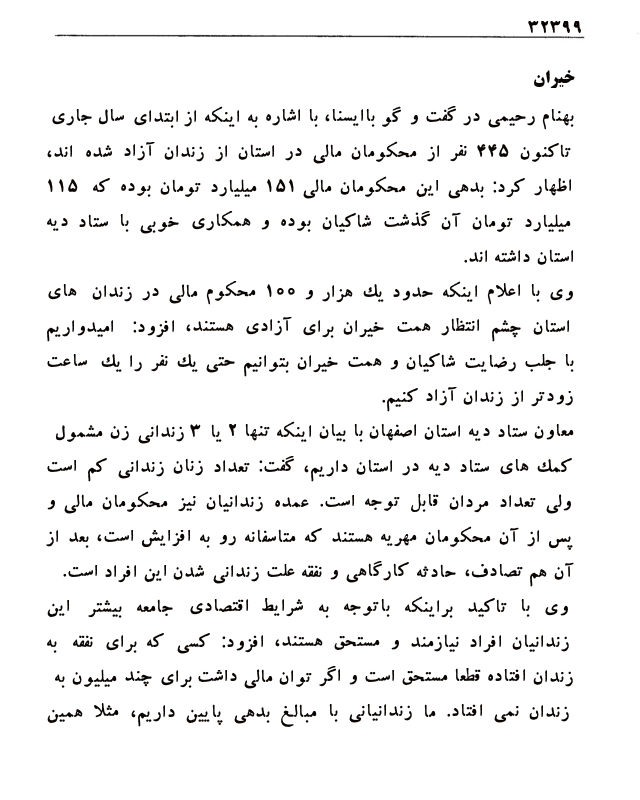 ۳۲۳۹۹
خیران
بهنام رحیمی در گفت و گو باایسنا، با اشاره به اینکه از ابتدای سال جاری
تاکنون ۴۴۵ نفر از محکومان مالی در استان از زندان آزاد شده اند،
اظهار کرد: بدهی این محکومان مالی ۱۵۱ میلیارد تومان بوده که ۱۱۵
میلیارد تومان آن گذشت شاکیان بوده و همکاری خوبی با ستاد دیه
استان داشته اند.
وی با اعلام اینکه حدود یك هزار و ۱۰۰ محکوم مالی در زندان های
استان چشم انتظار همت خیران برای آزادی هستند، افزود: امیدواریم
با جلب رضایت شاکیان و همت خیران بتوانیم حتی یك نفر را یك ساعت
زودتر از زندان آزاد کنیم.
معاون ستاد دیه استان اصفهان با بیان اینکه تنها ۲ یا ۳ زندانی زن مشمول
کمك های ستاد دیه در استان داریم، گفت: تعداد زنان زندانی کم است
ولی تعداد مردان قابل توجه است. عمده زندانیان نیز محکومان مالی و
پس از آن محکومان مهریه هستند که متاسفانه رو به افزایش است، بعد از
آن هم تصادف، حادثه کارگاهی و نفقه علت زندانی شدن این افراد است.
وی با تاکید براینکه باتوجه به شرایط اقتصادی جامعه بیشتر این
زندانیان افراد نیازمند و مستحق هستند، افزود: کسی که برای نفقه به
زندان افتاده قطعا مستحق است و اگر توان مالی داشت برای چند میلیون به
زندان نمی افتاد. ما زندانیانی با مبالغ بدهی پایین داریم، مثلا همین